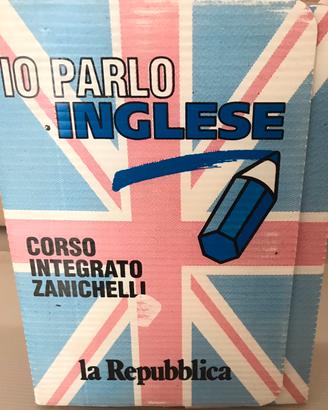 IO PARLO
INGLESE
CORSO
INTEGRATO
ZANICHELLI
la Repubblica